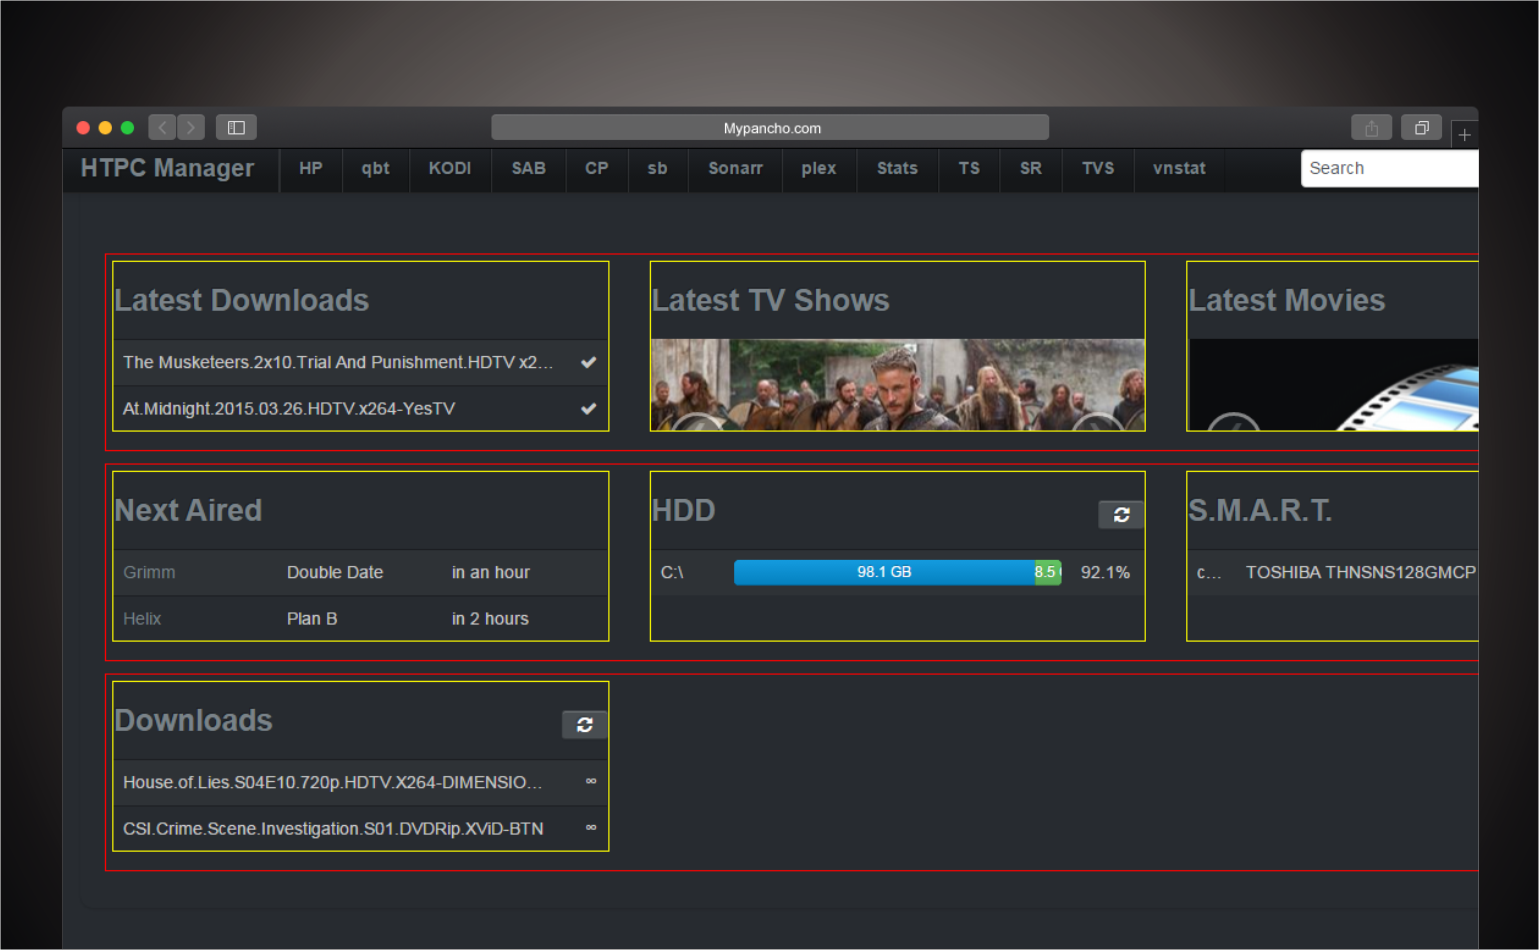 Mypancho.com
HTPC Manager HP qbt KODI SAB CP sb Sonarr plex Stats TS SR TVS vnstat Search
Latest Downloads
The Musketeers.2x10.Trial And Punishment.HDTV x2...
At.Midnight.2015.03.26.HDTV.x264-YesTV
Latest TV Shows
Latest Movies
Next Aired
Grimm Double Date in an hour
Helix Plan B in 2 hours
HDD
C:\ 98.1 GB 8.5 92.1%
S.M.A.R.T.
c... TOSHIBA THNSNS128GMCP
Downloads
House.of.Lies.S04E10.720p.HDTV.X264-DIMENSIO... ∞
CSI.Crime.Scene.Investigation.S01.DVDRip.XViD-BTN ∞